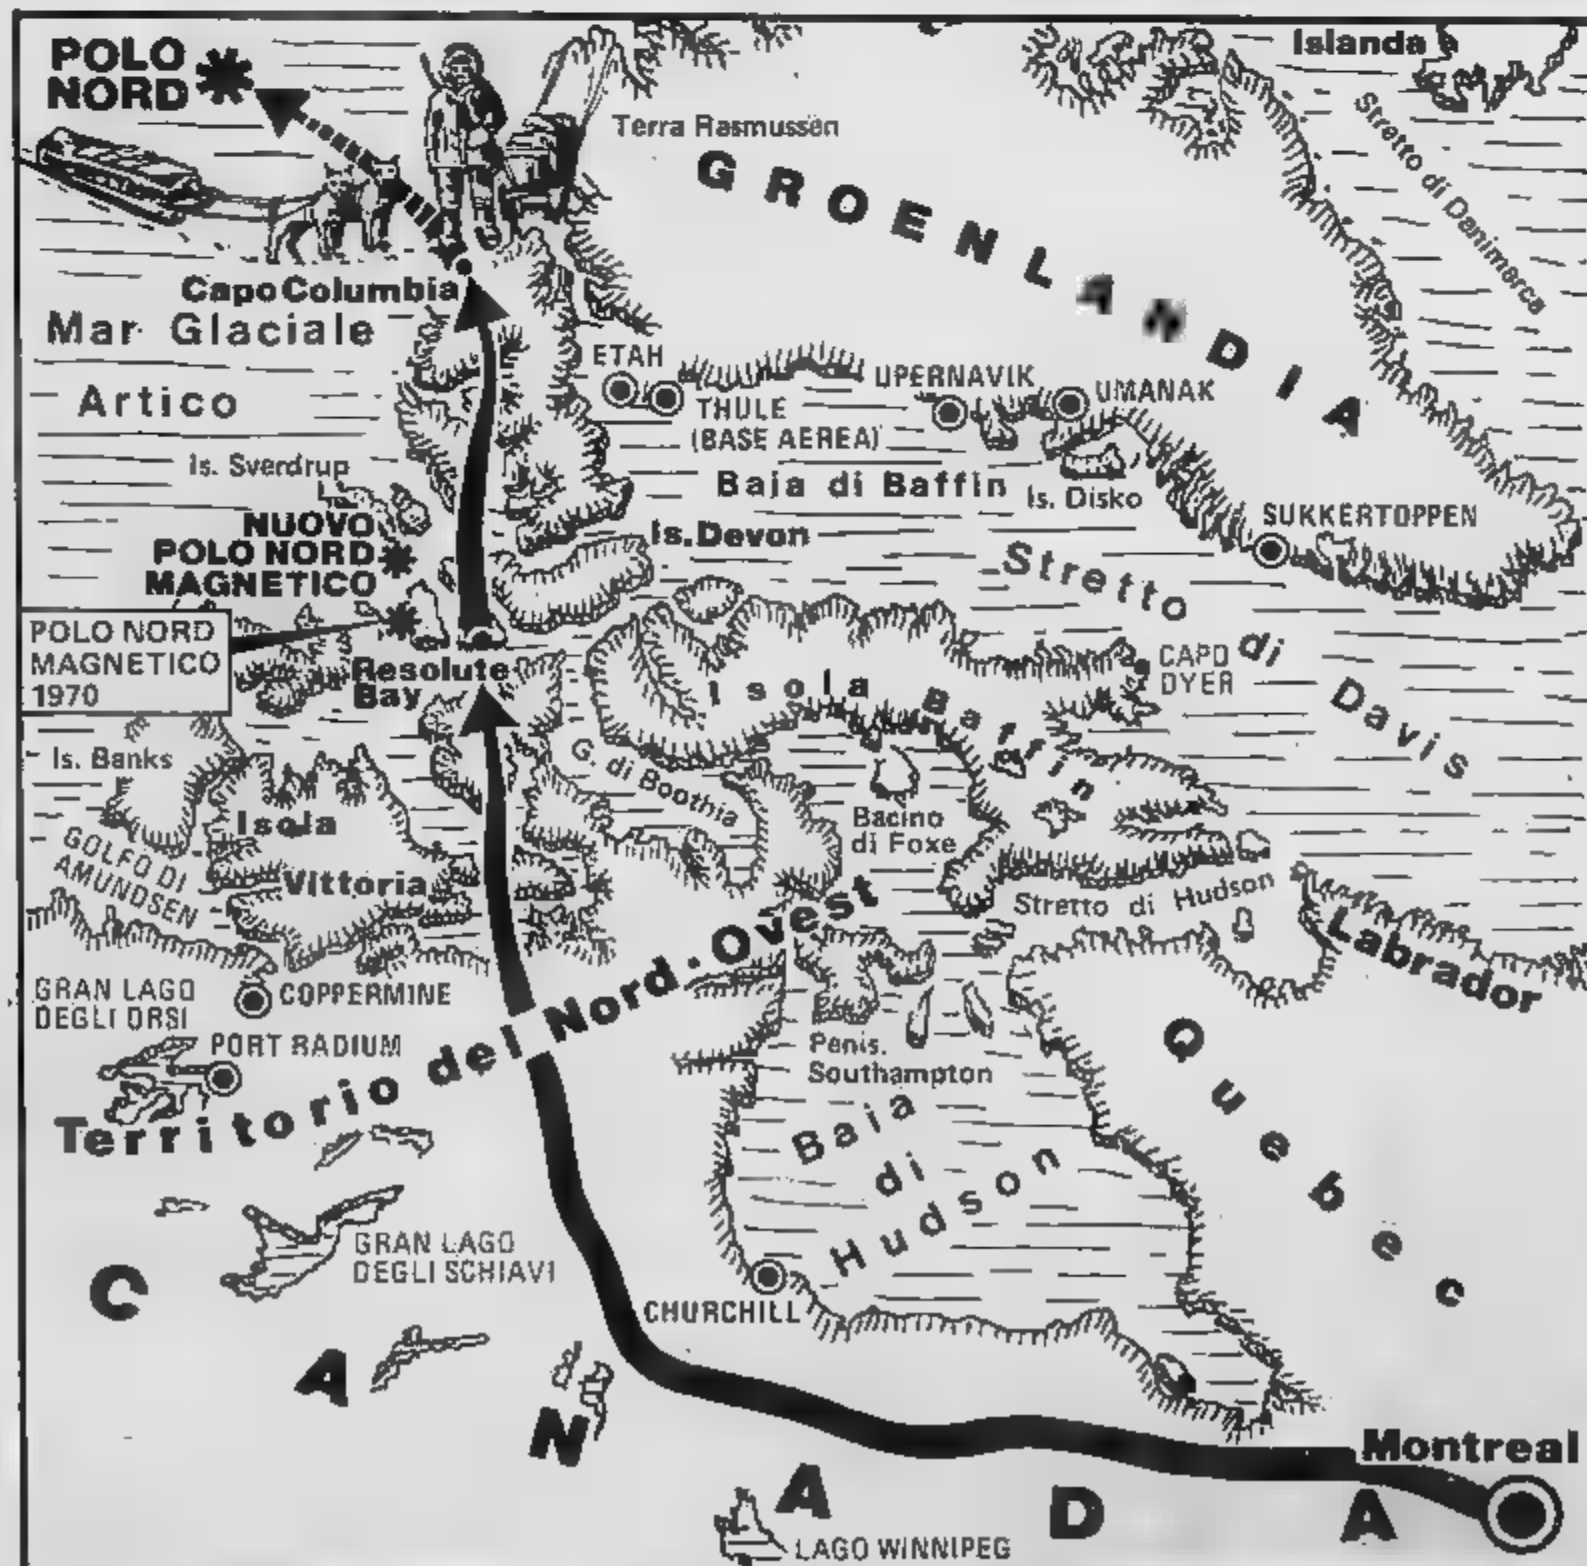 POLO
NORD
Islanda
Terra Rasmussen
Stretto di Danimarca
GROENLANDIA
Capo Columbia
Mar Glaciale
Artico
ETAH
THULE
(BASE AEREA)
UPERNAVIK
UMANAK
Is. Sverdrup
Baja di Baffin
Is. Disko
NUOVO
POLO NORD
MAGNETICO
Is. Devon
SUKKERTOPPEN
Stretto di Davis
POLO NORD
MAGNETICO
1970
Resolute
Bay
Isola Baffin
CAPO
DYER
Is. Banks
G. di Boothia
Isola
Vittoria
Bacino
di Foxe
GOLFO DI
AMUNDSEN
Stretto di Hudson
Labrador
GRAN LAGO
DEGLI ORSI
COPPERMINE
PORT RADIUM
Territorio del Nord-Ovest
Penis.
Southampton
Quebec
Baia
di
Hudson
GRAN LAGO
DEGLI SCHIAVI
CHURCHILL
CANADA
Montreal
LAGO WINNIPEG